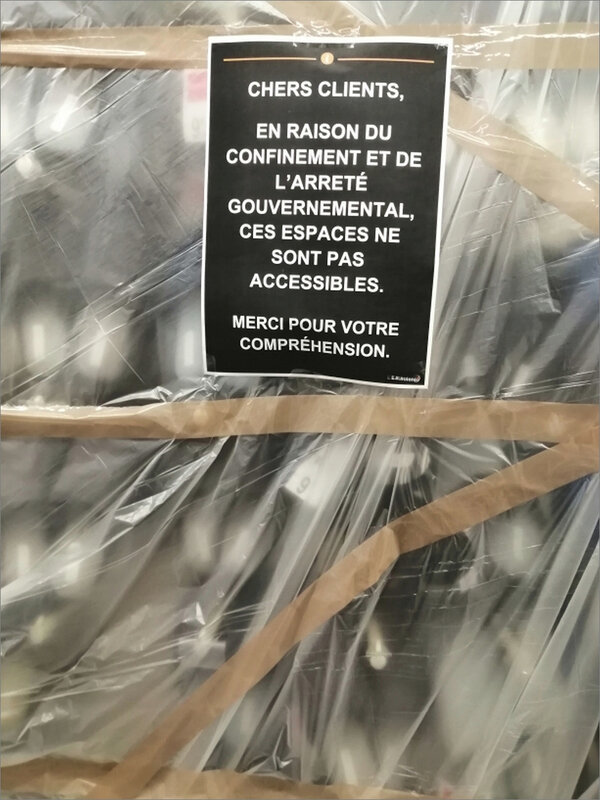 CHERS CLIENTS,
EN RAISON DU
CONFINEMENT ET DE
L'ARRETÉ
GOUVERNEMENTAL,
CES ESPACES NE
SONT PAS
ACCESSIBLES.
MERCI POUR VOTRE
COMPRÉHENSION.